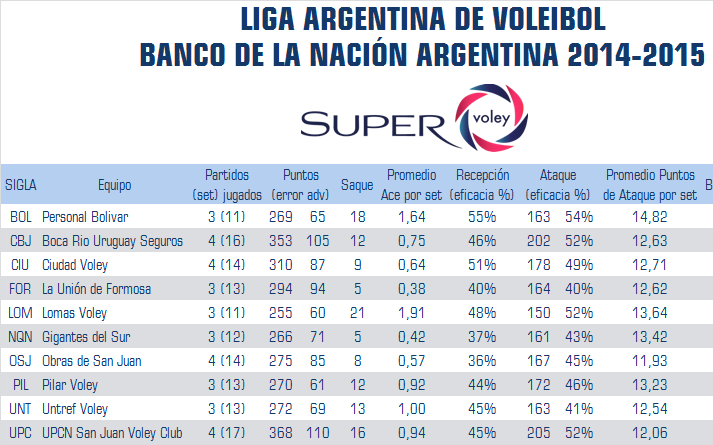 LIGA ARGENTINA DE VOLEIBOL
BANCO DE LA NACIÓN ARGENTINA 2014-2015
SUPER voley
SIGLA Equipo Partidos (set) jugados Puntos (error adv) Saque Promedio Ace por set Recepción (eficacia %) Ataque (eficacia %) Promedio Puntos de Ataque por set B
BOL Personal Bolivar 3 (11) 269 65 18 1,64 55% 163 54% 14,82
CBJ Boca Rio Uruguay Seguros 4 (16) 353 105 12 0,75 46% 202 52% 12,63
CIU Ciudad Voley 4 (14) 310 87 9 0,64 51% 178 49% 12,71
FOR La Unión de Formosa 3 (13) 294 94 5 0,38 40% 164 40% 12,62
LOM Lomas Voley 3 (11) 255 60 21 1,91 48% 150 52% 13,64
NQN Gigantes del Sur 3 (12) 266 71 5 0,42 37% 161 43% 13,42
OSJ Obras de San Juan 4 (14) 275 85 8 0,57 36% 167 45% 11,93
PIL Pilar Voley 3 (13) 270 61 12 0,92 44% 172 46% 13,23
UNT Untref Voley 3 (13) 272 69 13 1,00 45% 163 41% 12,54
UPC UPCN San Juan Voley Club 4 (17) 368 110 16 0,94 45% 205 52% 12,06